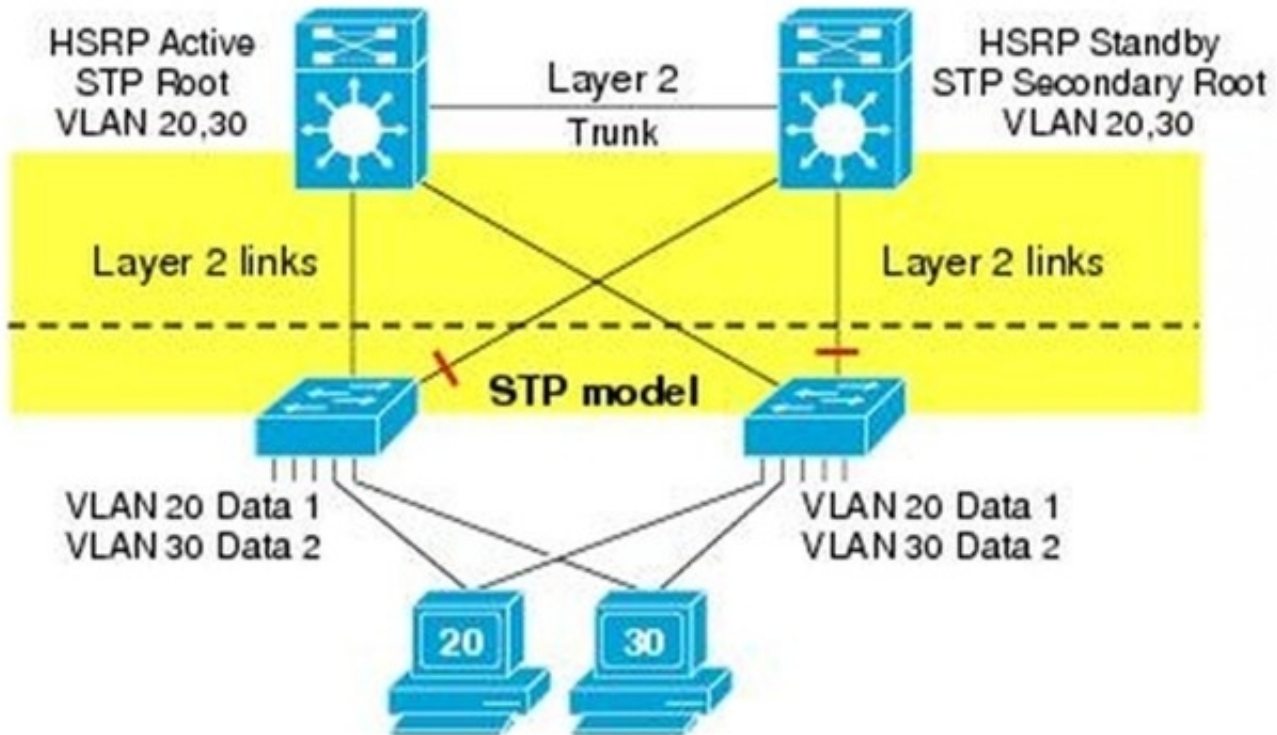 HSRP Active
STP Root
VLAN 20,30
Layer 2
Trunk
HSRP Standby
STP Secondary Root
VLAN 20,30
Layer 2 links
Layer 2 links
STP model
VLAN 20 Data 1
VLAN 30 Data 2
VLAN 20 Data 1
VLAN 30 Data 2
20
30